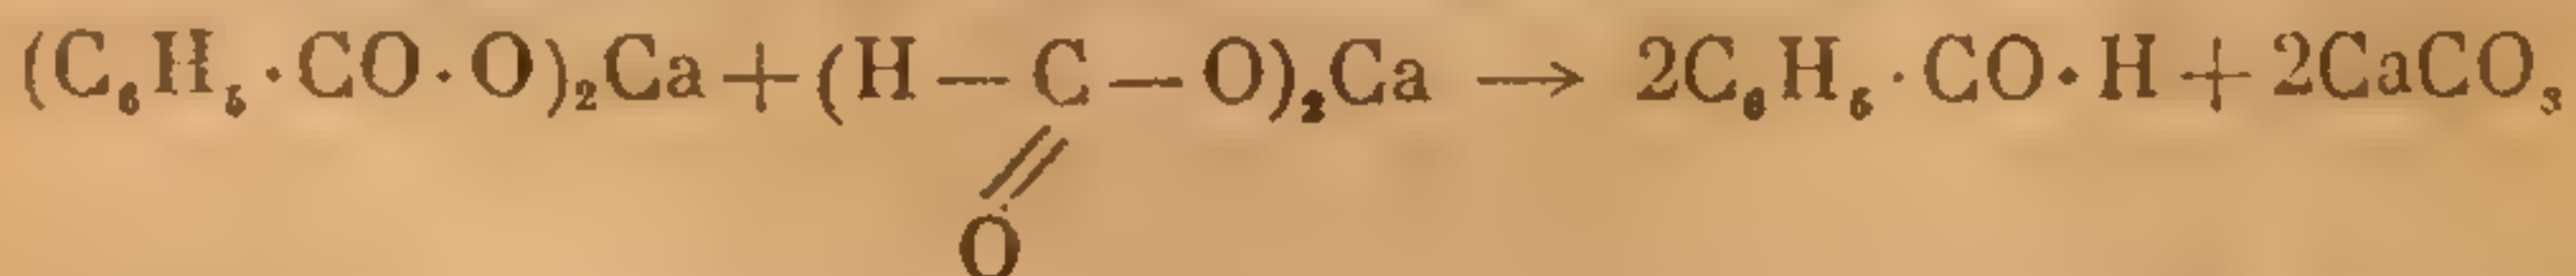 (C₆H₅·CO·O)₂Ca+(H—C—O)₂Ca → 2C₆H₅·CO·H+2CaCO₃
O